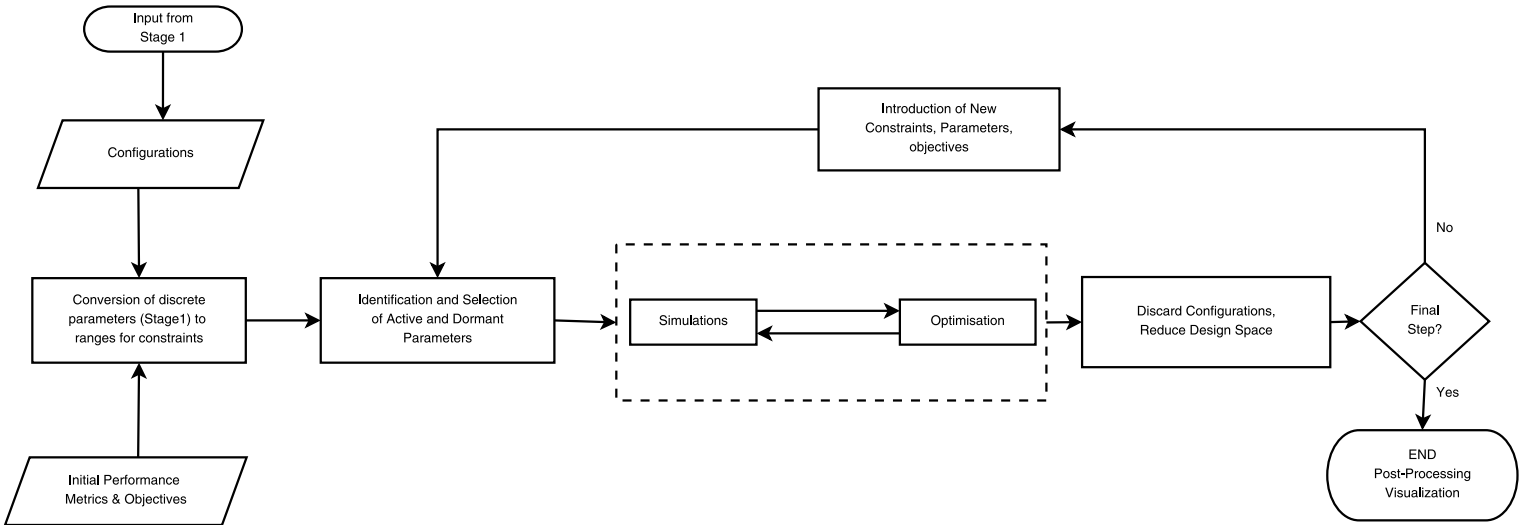 Input from
Stage 1
Configurations
Introduction of New
Constraints, Parameters,
objectives
No
Conversion of discrete
parameters (Stage1) to
ranges for constraints
Identification and Selection
of Active and Dormant
Parameters
Simulations
Optimisation
Discard Configurations,
Reduce Design Space
Final
Step?
Yes
Initial Performance
Metrics & Objectives
END
Post-Processing
Visualization